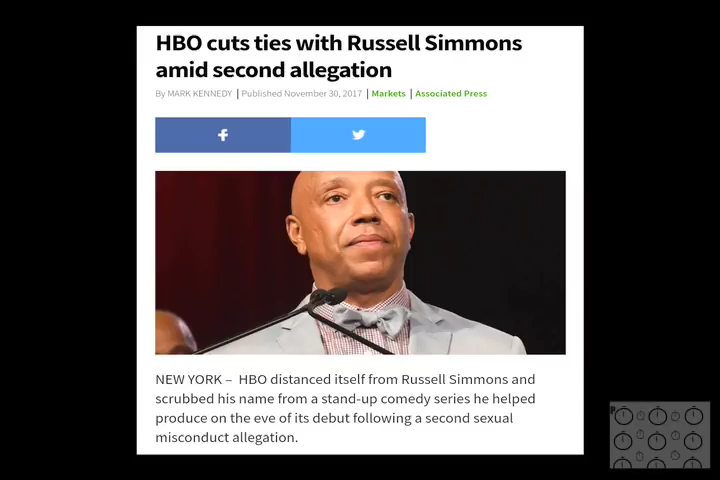 HBO cuts ties with Russell Simmons
amid second allegation
By MARK KENNEDY | Published November 30, 2017 | Markets | Associated Press
NEW YORK – HBO distanced itself from Russell Simmons and
scrubbed his name from a stand-up comedy series he helped
produce on the eve of its debut following a second sexual
misconduct allegation.